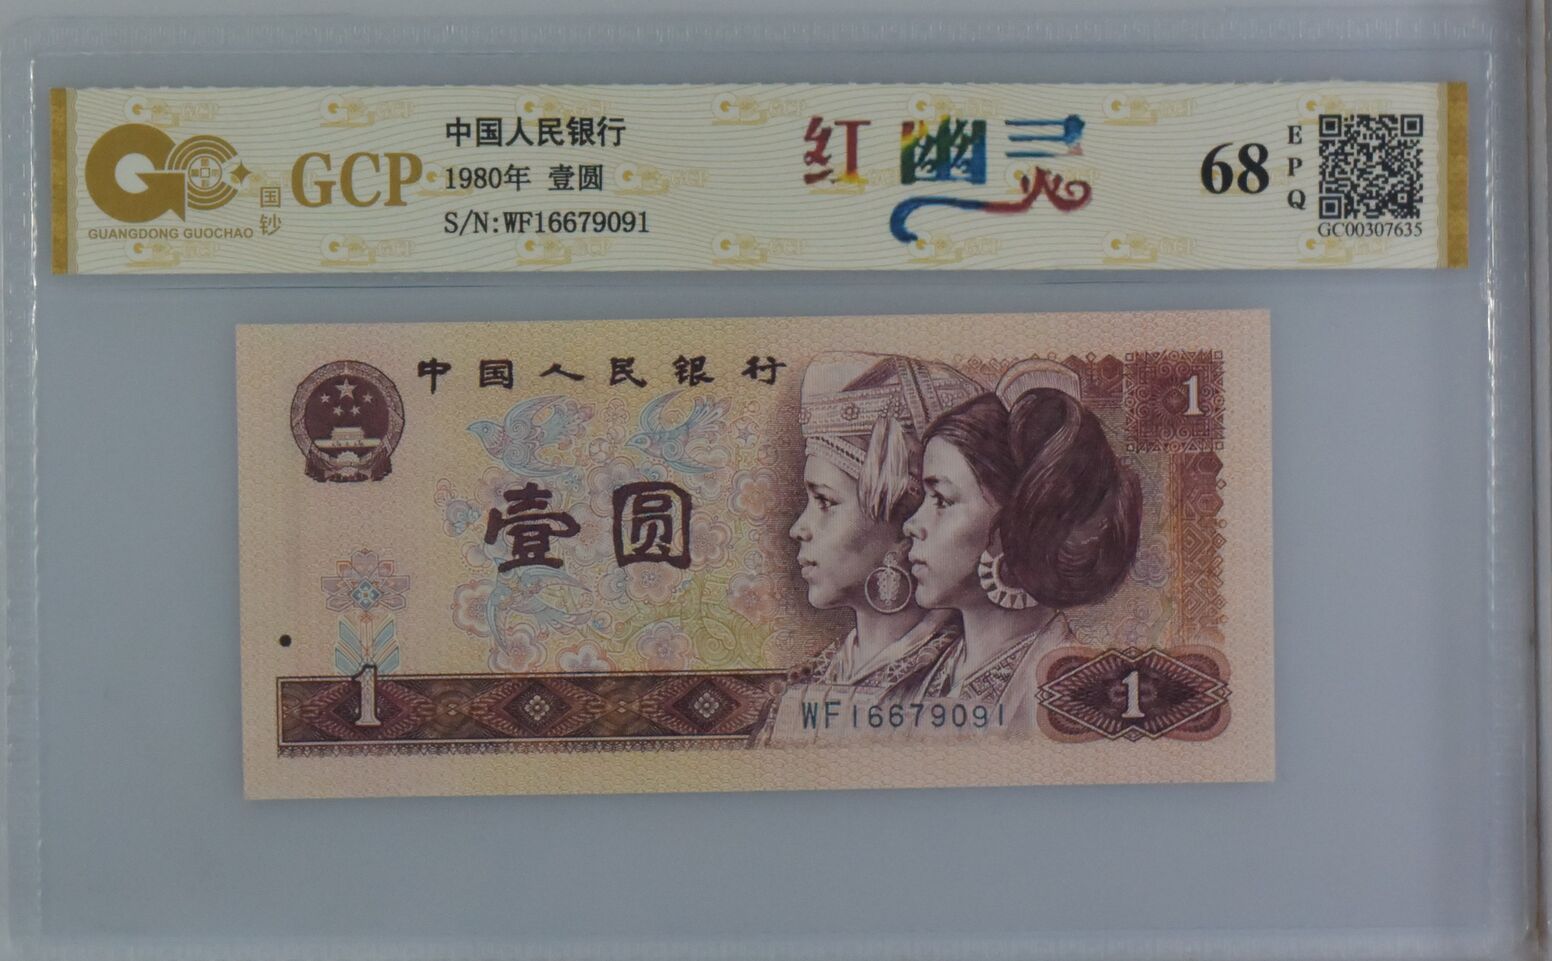 GCP
GUANGDONG GUOCHAO
国钞
中国人民银行
1980年 壹圆
S/N:WF16679091
红幽灵
68
EPQ
GC00307635
中国人民银行
1
壹圆
1
WF16679091
1